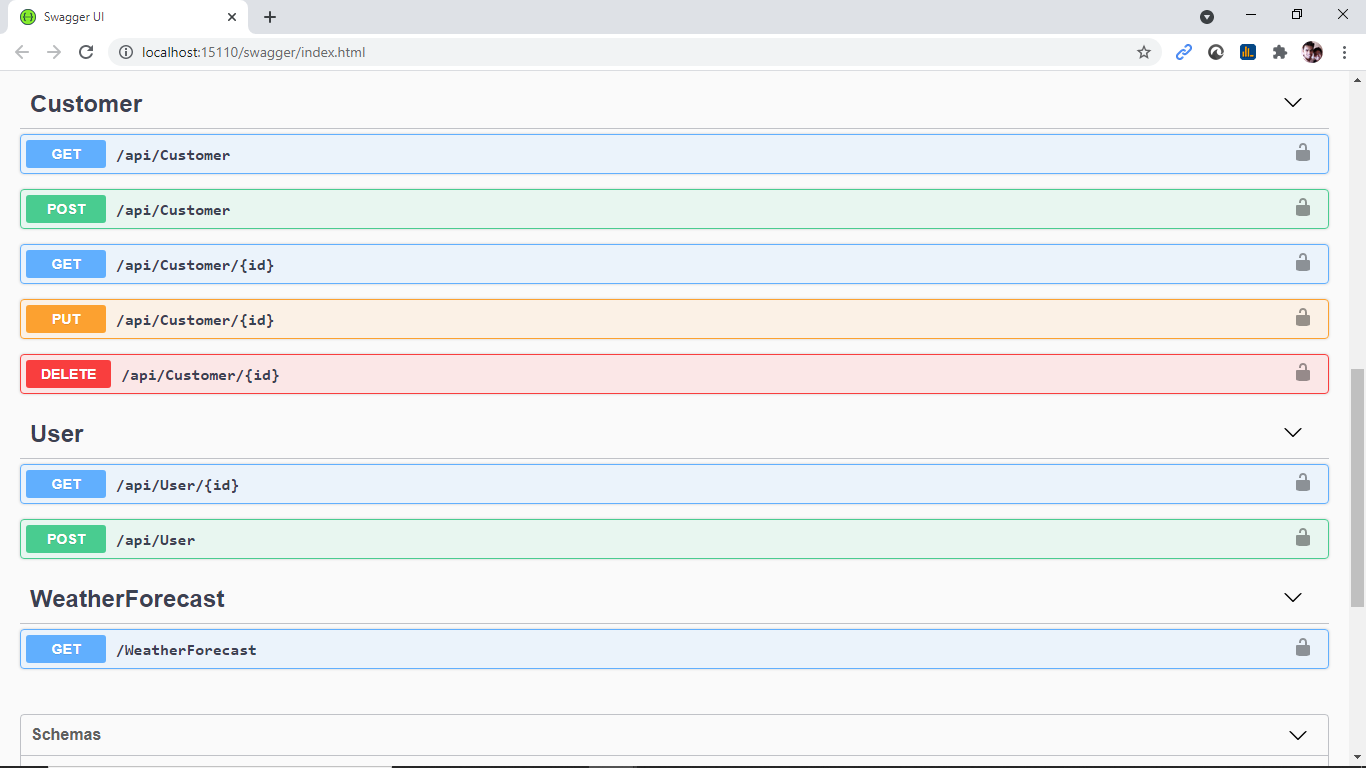 Swagger UI
localhost:15110/swagger/index.html
Customer
GET /api/Customer
POST /api/Customer
GET /api/Customer/{id}
PUT /api/Customer/{id}
DELETE /api/Customer/{id}
User
GET /api/User/{id}
POST /api/User
WeatherForecast
GET /WeatherForecast
Schemas